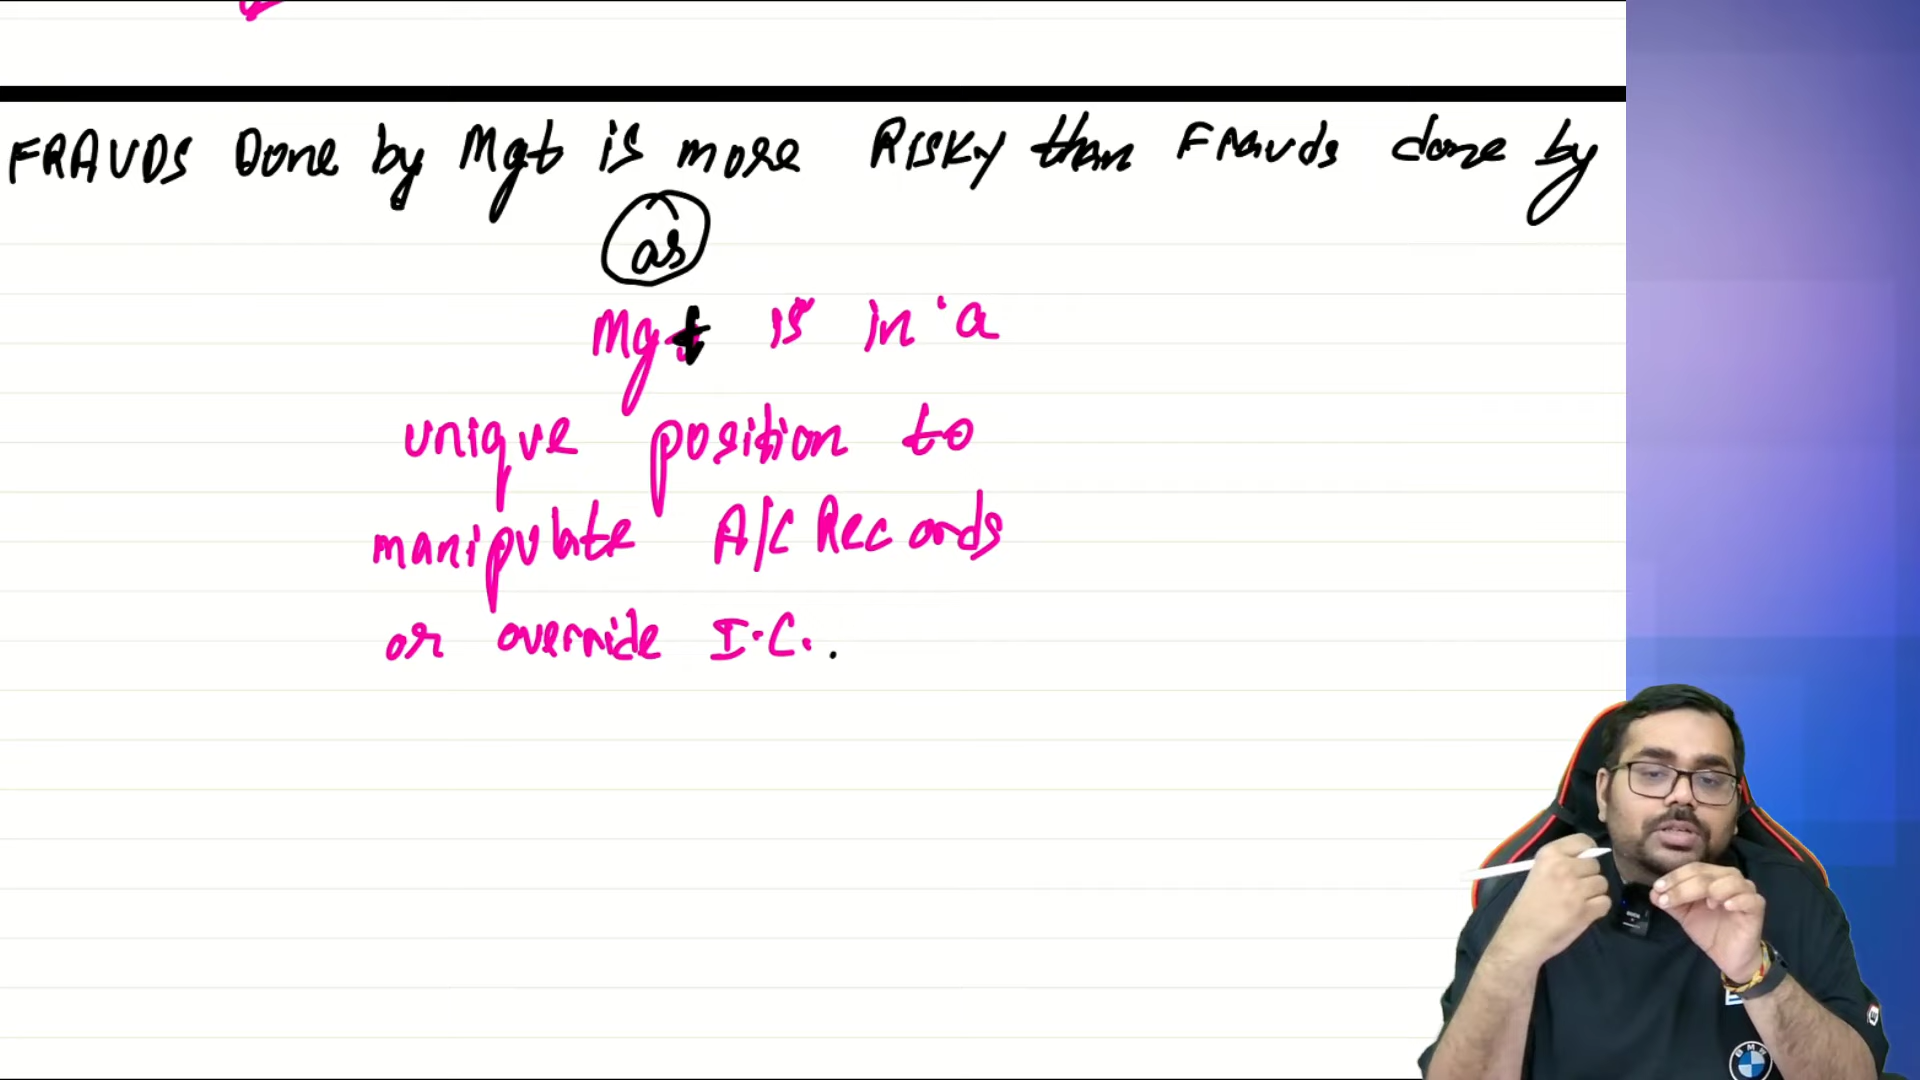 FRAUDS Done by Mgt is more Risky than Frauds done by
as
Mgt is in a
unique position to
manipulate A/C Records
or override I.C..
BMW